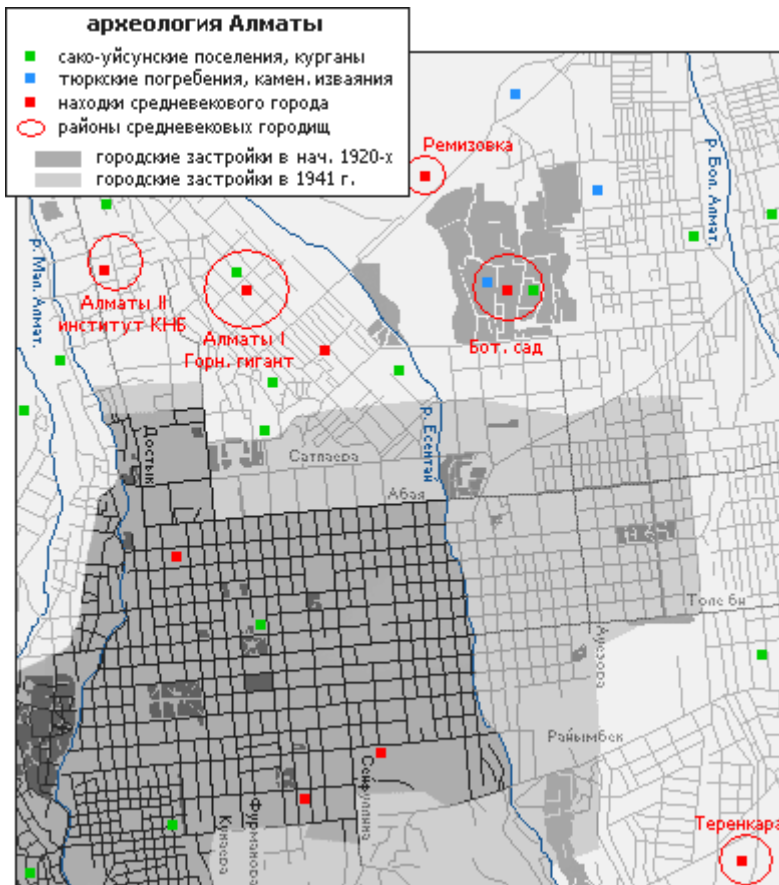 археология Алматы
сако-уйсунские поселения, курганы
тюркские погребения, камен. изваяния
находки средневекового города
районы средневековых городищ
городские застройки в нач. 1920-х
городские застройки в 1941 г.
Ремизовка
р. Бол. Алмат.
р. Мал. Алмат.
Алматы II
институт КНБ
Алматы I
Горн. гигант
Бот. сад
р. Есентай
Достык
Сатпаева
Абая
Толе би
Ауэзова
Райымбек
Сейфуллина
Фурманова
Кунаева
Теренкара